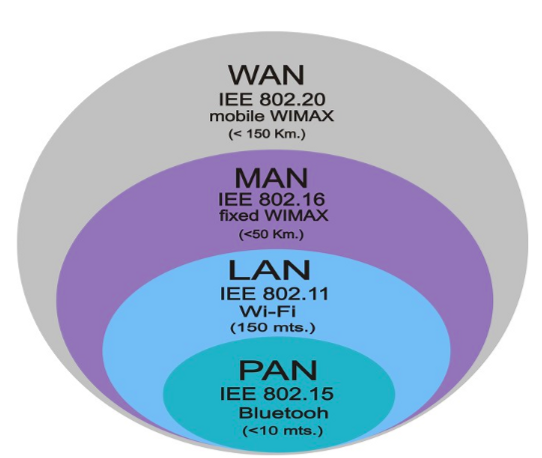 WAN
IEE 802.20
mobile WIMAX
(< 150 Km.)
MAN
IEE 802.16
fixed WIMAX
(<50 Km.)
LAN
IEE 802.11
Wi-Fi
(150 mts.)
PAN
IEE 802.15
Bluetooh
(<10 mts.)